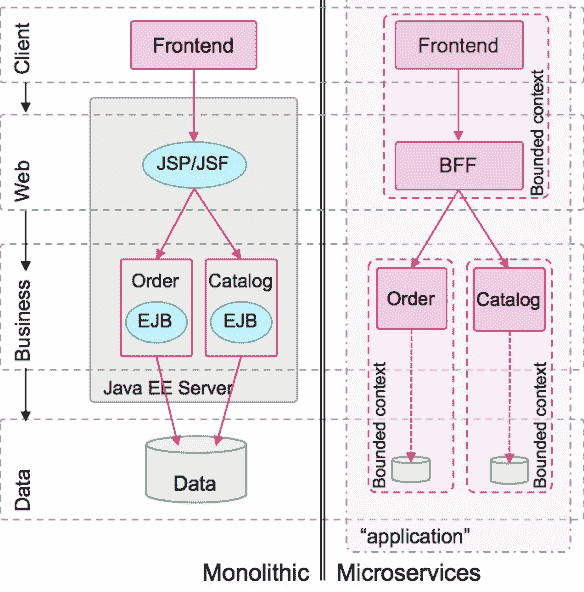 Client
Frontend
Frontend
Bounded context
Web
JSP/JSF
BFF
Business
Order
Catalog
EJB
EJB
Order
Catalog
Java EE Server
Bounded context
Bounded context
Data
Data
“application”
Monolithic
Microservices